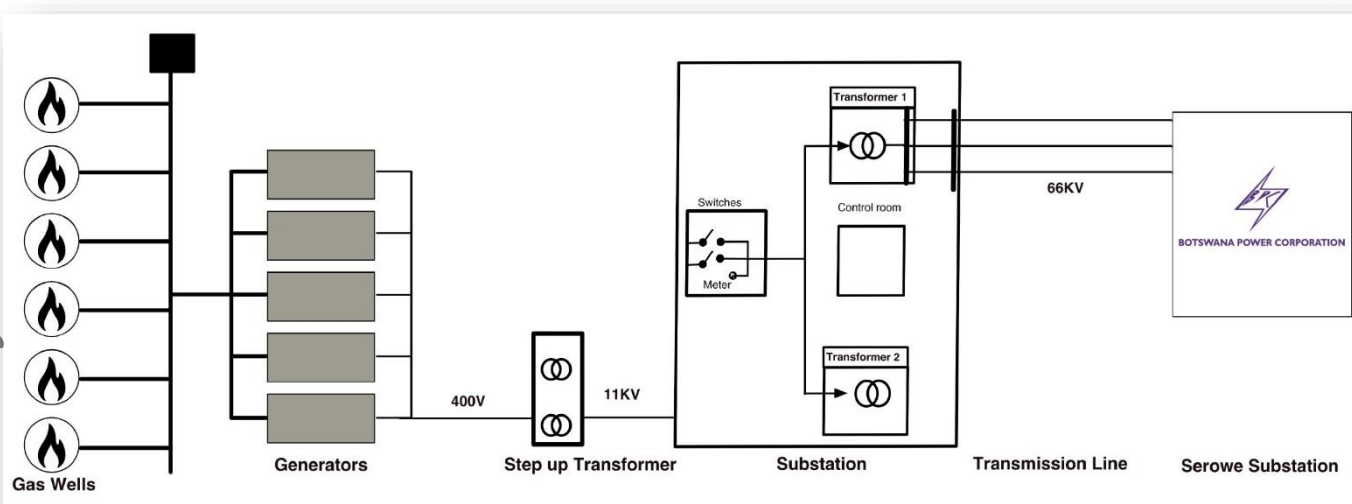 Transformer 1
Switches
Meter
Control room
66KV
BPC
BOTSWANA POWER CORPORATION
Transformer 2
400V
11KV
Gas Wells
Generators
Step up Transformer
Substation
Transmission Line
Serowe Substation